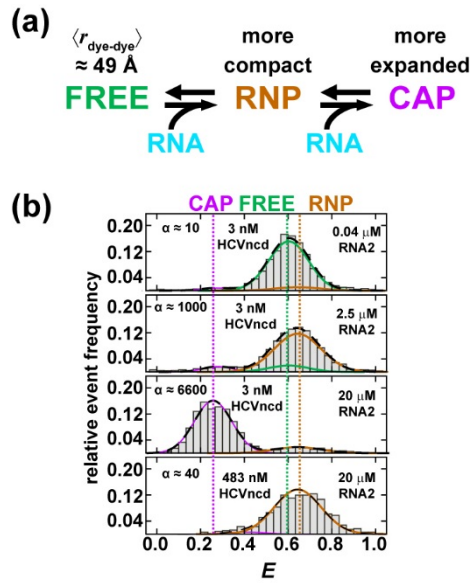 (a)
⟨r dye-dye⟩
≈ 49 Å
more
compact
more
expanded
FREE
RNP
CAP
RNA
RNA
(b)
CAP FREE RNP
relative event frequency
0.20
0.12
0.04
α ≈ 10
3 nM
HCVncd
0.04 μM
RNA2
0.20
0.12
0.04
α ≈ 1000
3 nM
HCVncd
2.5 μM
RNA2
0.20
0.12
0.04
α ≈ 6600
3 nM
HCVncd
20 μM
RNA2
0.20
0.12
0.04
α ≈ 40
483 nM
HCVncd
20 μM
RNA2
0.0 0.2 0.4 0.6 0.8 1.0
E